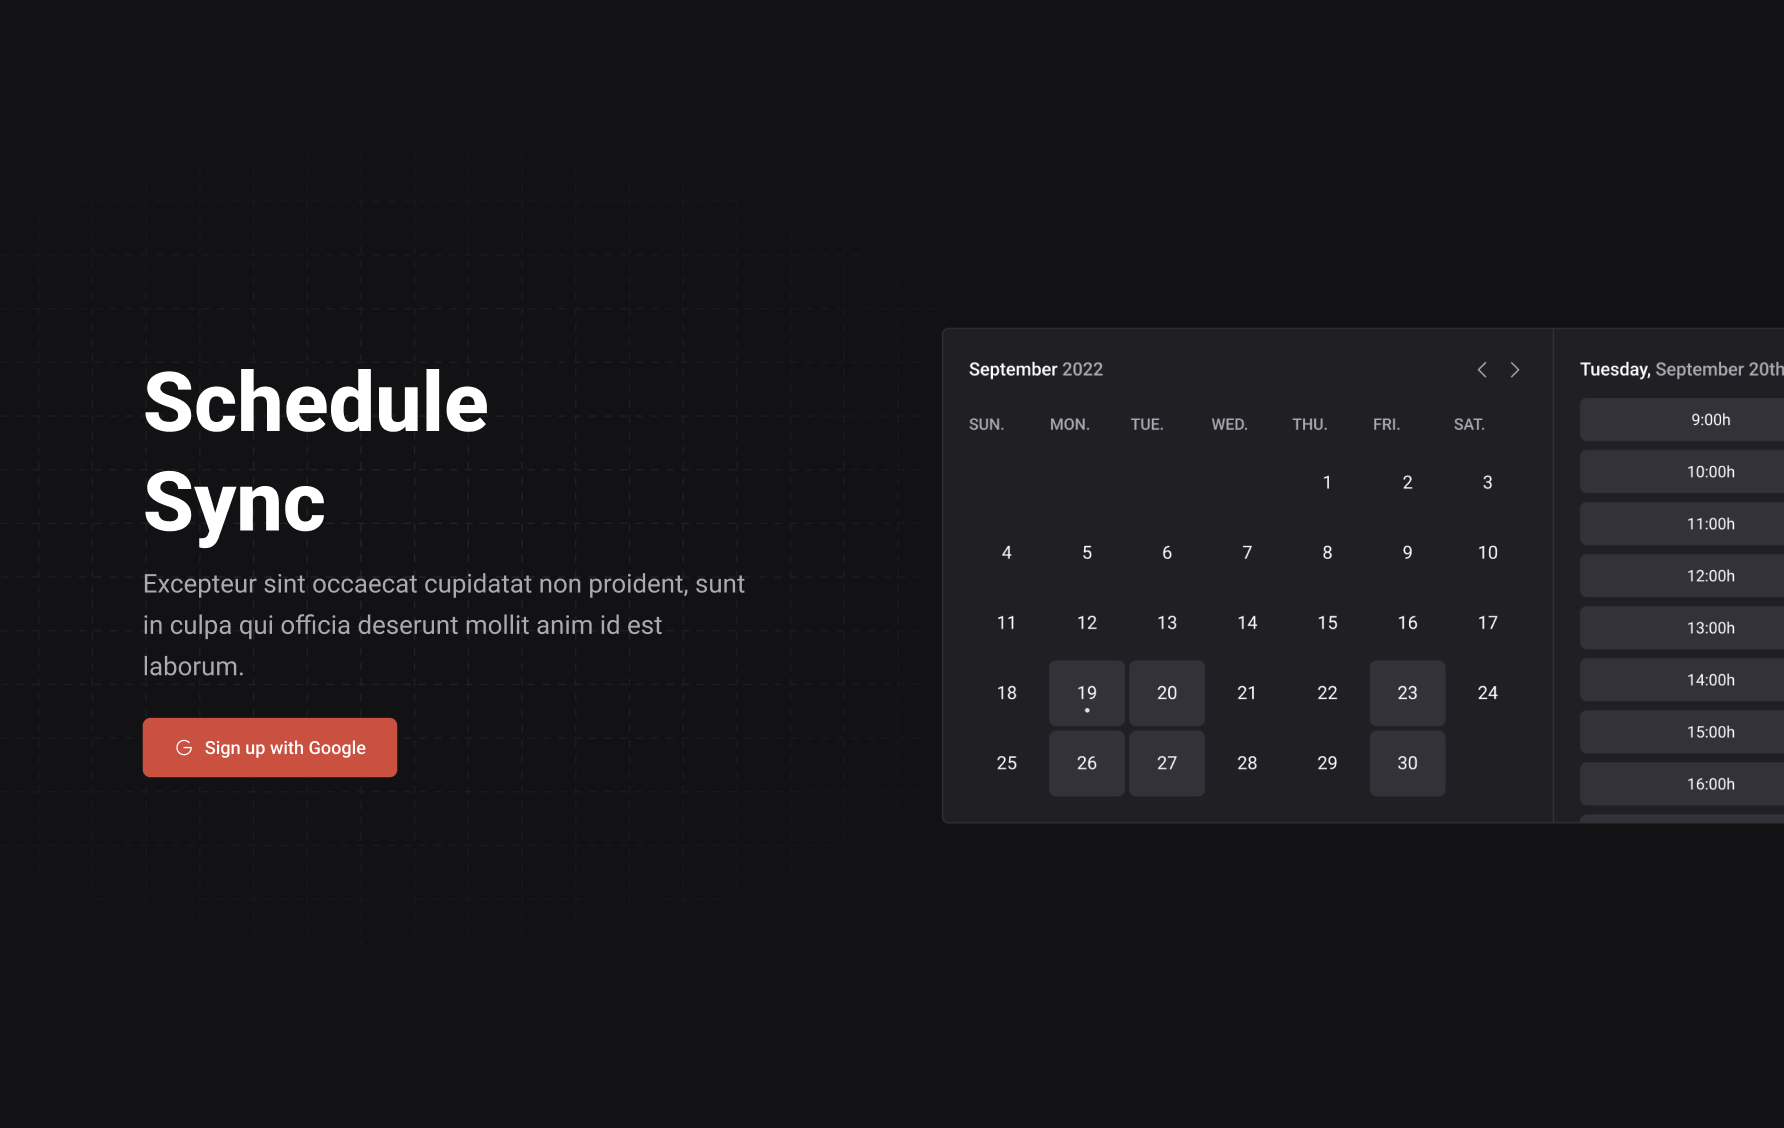 Schedule
Sync
Excepteur sint occaecat cupidatat non proident, sunt
in culpa qui officia deserunt mollit anim id est
laborum.
Sign up with Google
September 2022
SUN. MON. TUE. WED. THU. FRI. SAT.
1 2 3
4 5 6 7 8 9 10
11 12 13 14 15 16 17
18 19 20 21 22 23 24
25 26 27 28 29 30
Tuesday, September 20th
9:00h
10:00h
11:00h
12:00h
13:00h
14:00h
15:00h
16:00h